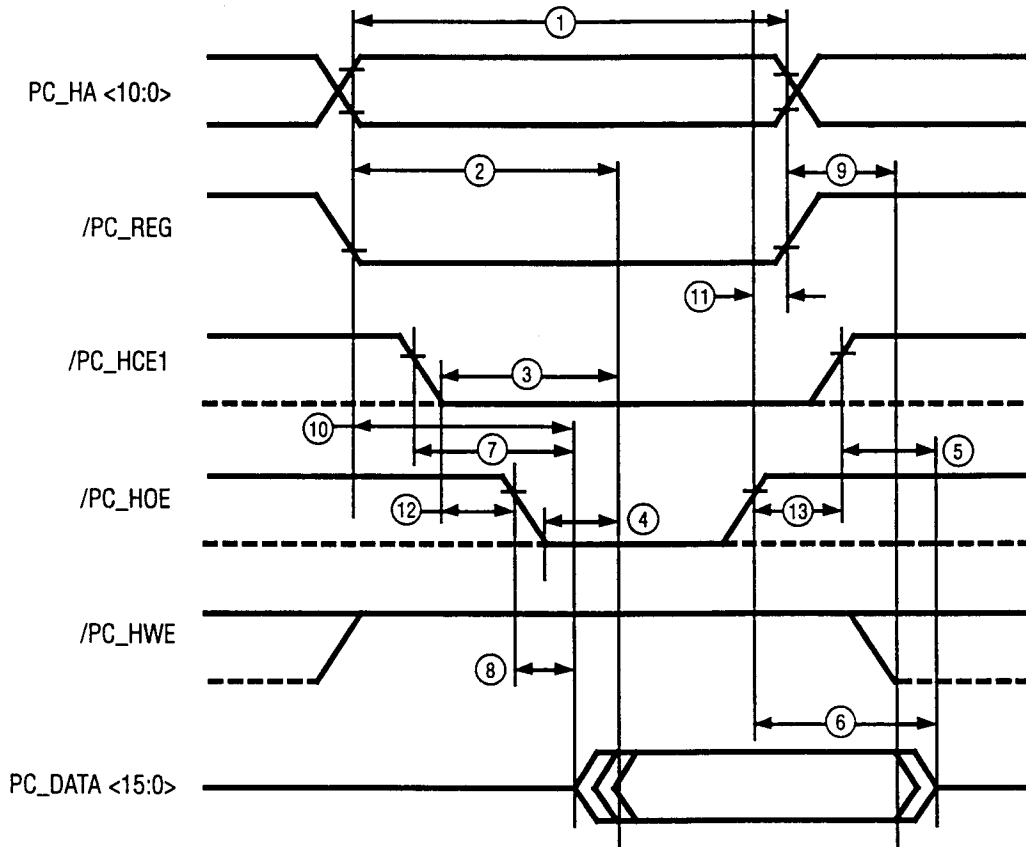 1
PC_HA <10:0>
2
9
/PC_REG
11
/PC_HCE1
3
10
7
5
/PC_HOE
12
4
13
/PC_HWE
8
6
PC_DATA <15:0>